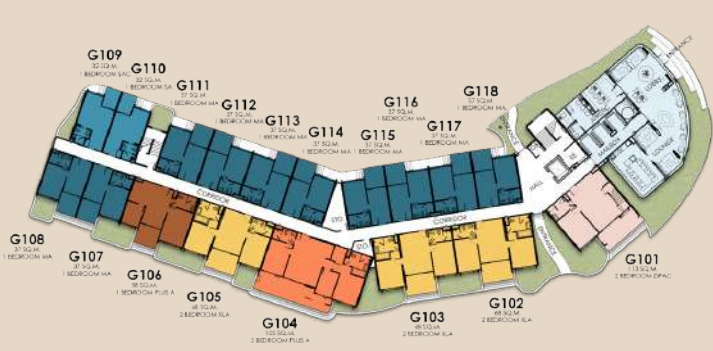 G109
32 SQ.M.
1 BEDROOM SAC
G110
32 SQ.M.
1 BEDROOM SA
G111
37 SQ.M.
1 BEDROOM MA
G112
37 SQ.M.
1 BEDROOM MA
G113
37 SQ.M.
1 BEDROOM MA
G114
37 SQ.M.
1 BEDROOM MA
G115
37 SQ.M.
1 BEDROOM MA
G116
37 SQ.M.
1 BEDROOM MA
G117
37 SQ.M.
1 BEDROOM MA
G118
37 SQ.M.
1 BEDROOM MA
ENTRANCE
LOBBY
LOUNGE
MAILBOX
ENTRANCE
HALL
CORRIDOR
STO
CORRIDOR
STO
ENTRANCE
G108
37 SQ.M.
1 BEDROOM MA
G107
37 SQ.M.
1 BEDROOM MA
G106
58 SQ.M.
1 BEDROOM PLUS A
G105
68 SQ.M.
2 BEDROOM XLA
G104
2 BEDROOM PLUS A
G103
2 BEDROOM XLA
G102
68 SQ.M.
2 BEDROOM XLA
G101
113 SQ.M.
2 BEDROOM DPAC